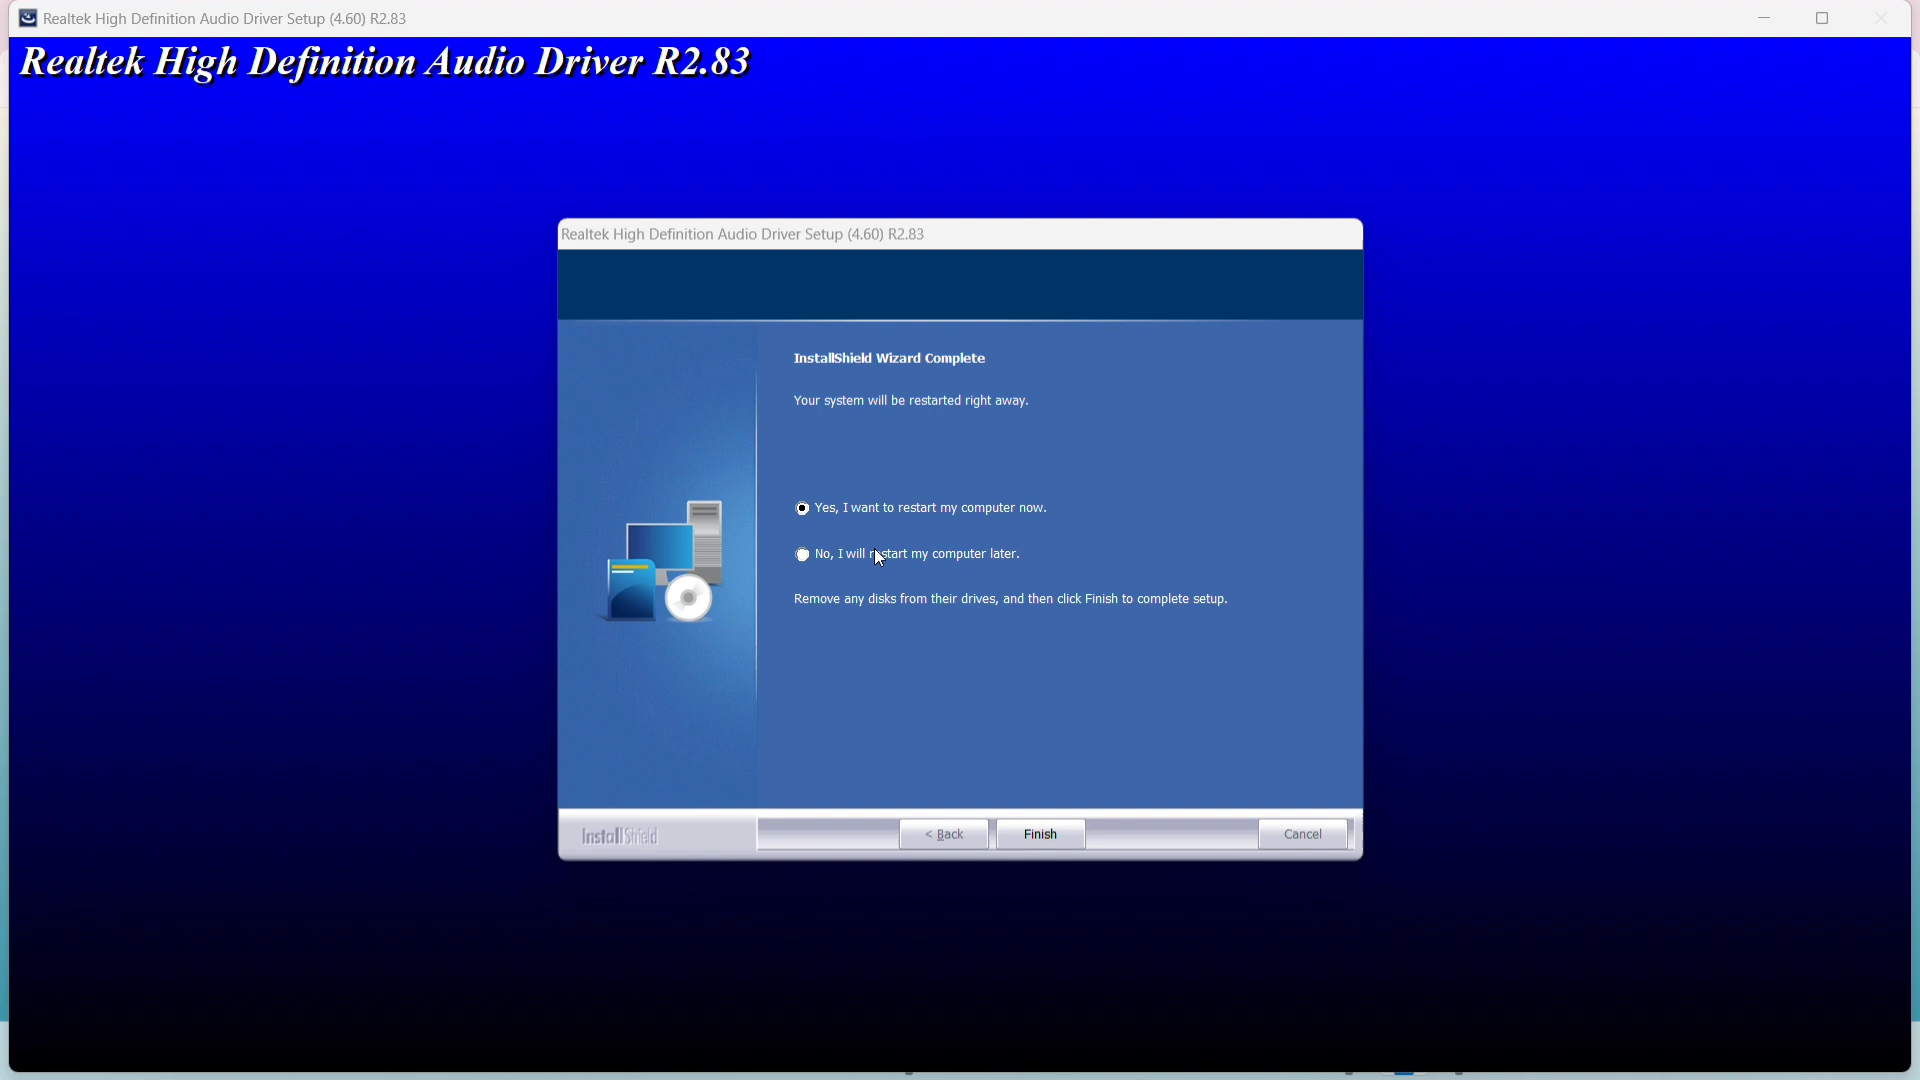 Realtek High Definition Audio Driver Setup (4.60) R2.83
Realtek High Definition Audio Driver R2.83
Realtek High Definition Audio Driver Setup (4.60) R2.83
InstallShield Wizard Complete
Your system will be restarted right away.
Yes, I want to restart my computer now.
No, I will restart my computer later.
Remove any disks from their drives, and then click Finish to complete setup.
InstallShield
< Back
Finish
Cancel